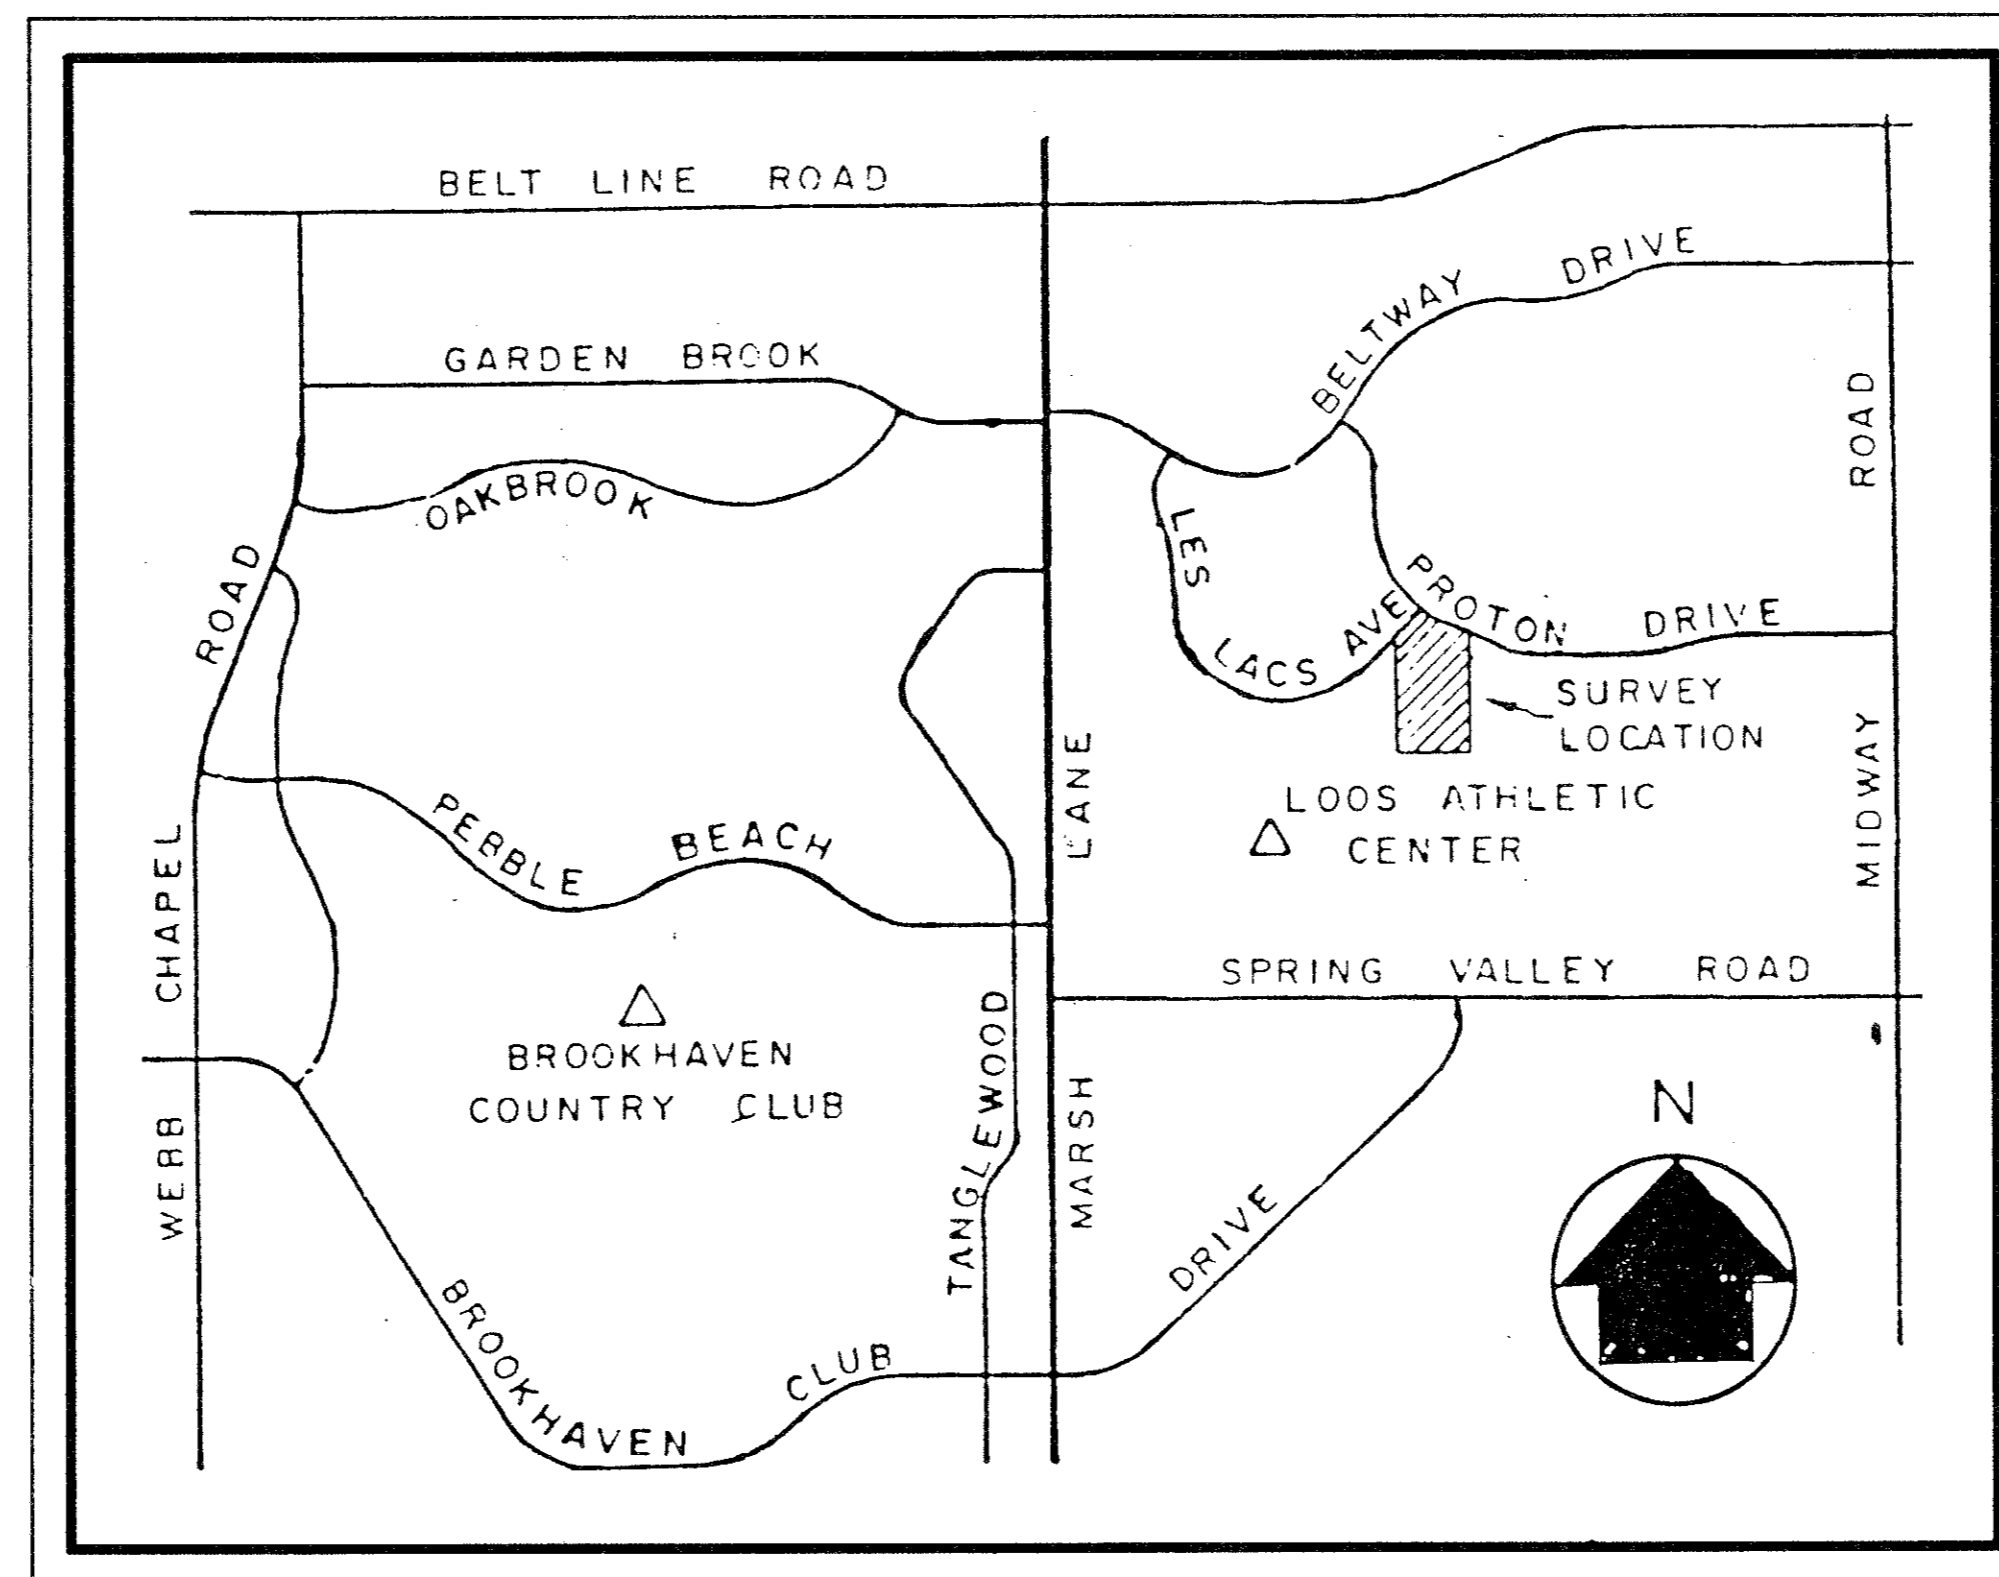 BELT LINE ROAD
BELTWAY DRIVE
GARDEN BROOK
OAKBROOK
LES LACS AVE
PROTON DRIVE
SURVEY
LOCATION
LOOS ATHLETIC
CENTER
MIDWAY ROAD
WEBB CHAPEL ROAD
PEBBLE BEACH
MARSH LANE
SPRING VALLEY ROAD
BROOKHAVEN
COUNTRY CLUB
TANGLEWOOD
BROOKHAVEN CLUB DRIVE
N